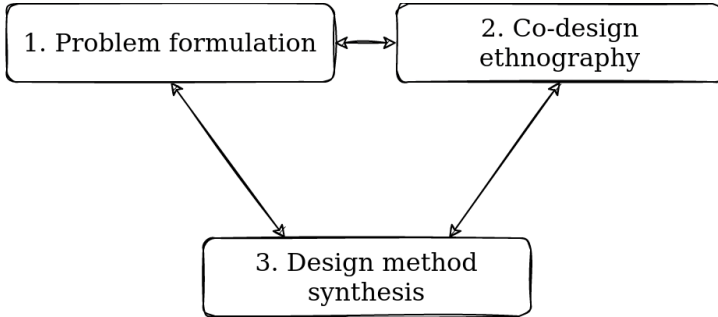 1. Problem formulation
2. Co-design
ethnography
3. Design method
synthesis